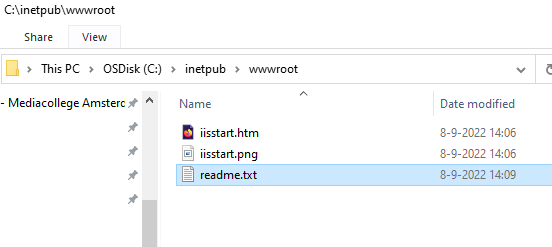 C:\inetpub\wwwroot
Share View
This PC > OSDisk (C:) > inetpub > wwwroot
- Mediacollege Amsterd
Name Date modified
iisstart.htm 8-9-2022 14:06
iisstart.png 8-9-2022 14:06
readme.txt 8-9-2022 14:09